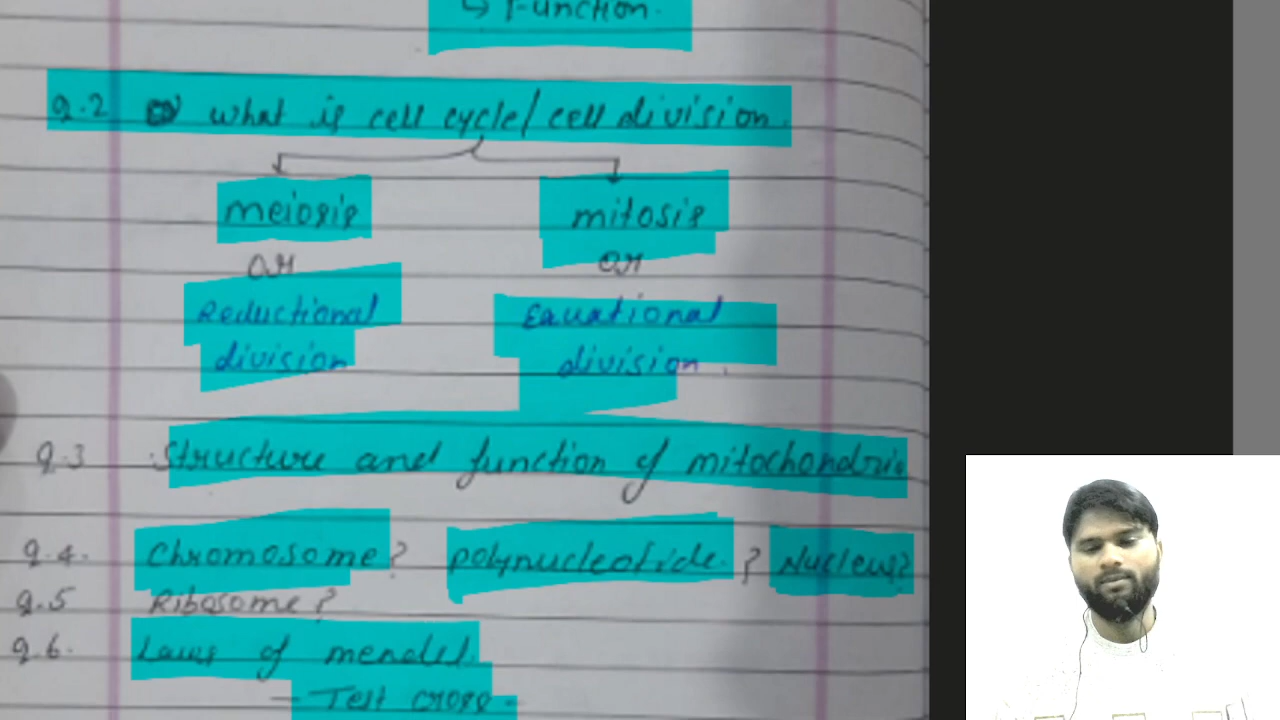 ↳ Function.
Q.2 what is cell cycle/cell division.
meiosis mitosis
or or
Reductional Equational
division division.
Q.3 Structure and function of mitochondria
Q.4. Chromosome? polynucleotide? Nucleus?
Q.5 Ribosome?
Q.6. Laws of mendel.
- Test cross -